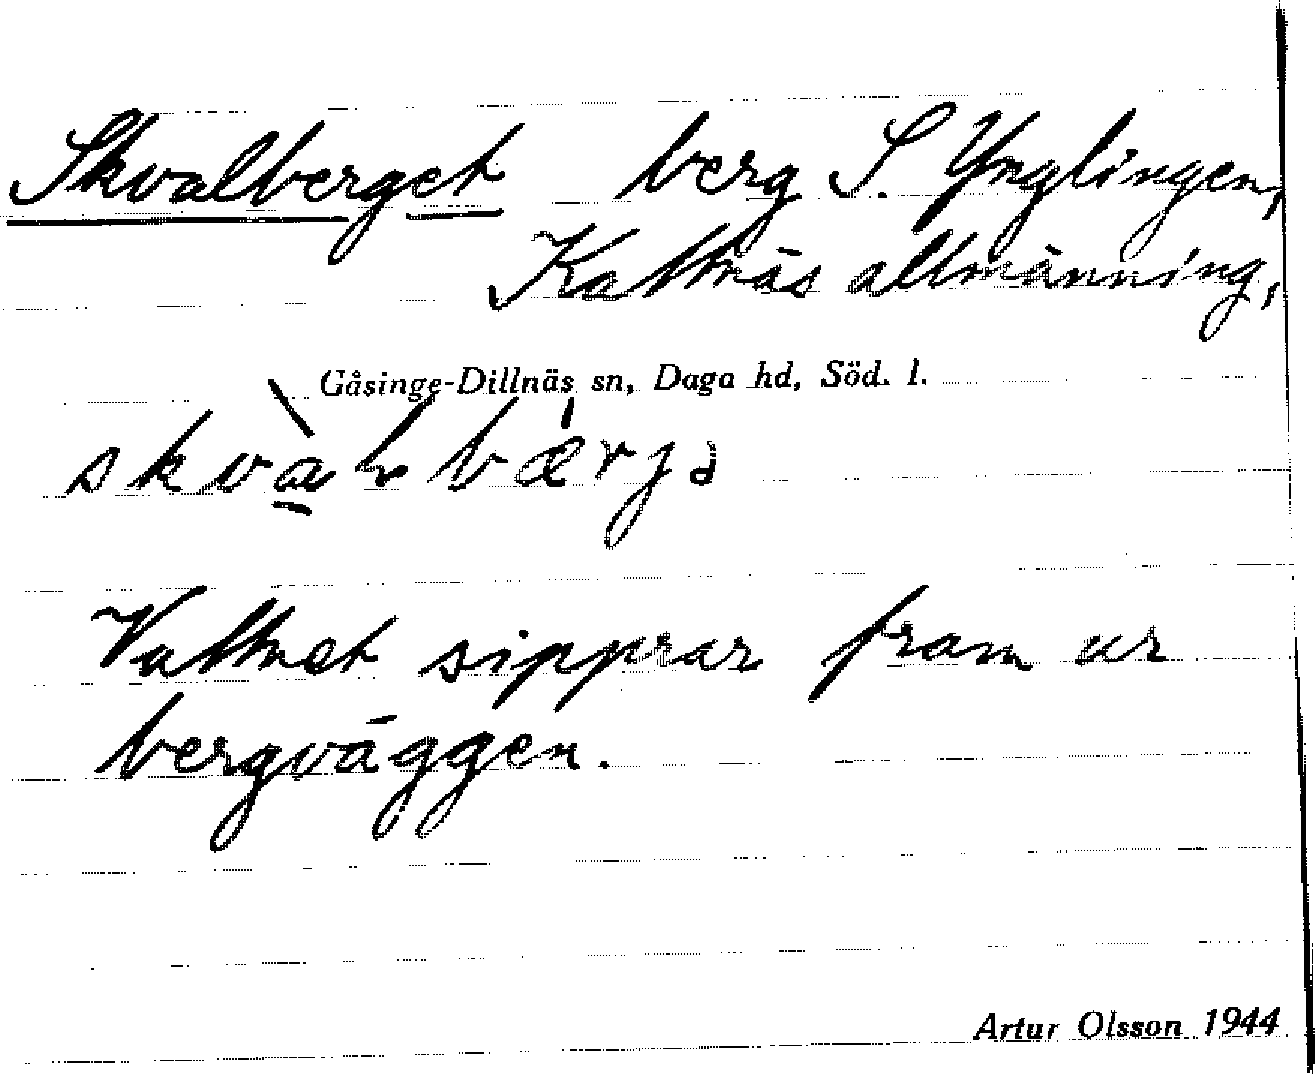 Skvalberget berg S. Ynglingen,
Kattnäs allmänning,
Gåsinge-Dillnäs sn, Daga hd, Söd. l.
Vattnet sipprar fram ur
bergväggen.
Artur Olsson 1944